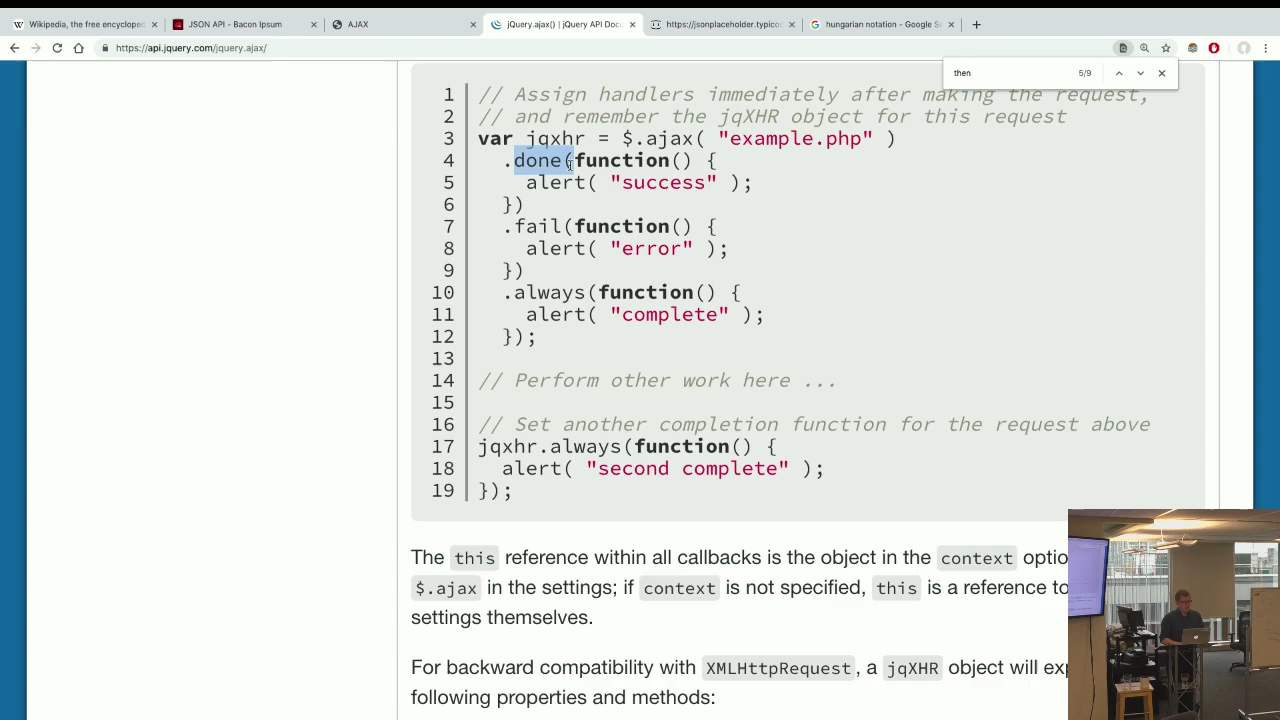 Wikipedia, the free encycloped
JSON API - Bacon Ipsum
AJAX
jQuery.ajax() | jQuery API Docu
https://jsonplaceholder.typico
hungarian notation - Google Se
https://api.jquery.com/jquery.ajax/
then
5/9
1 // Assign handlers immediately after making the request,
2 // and remember the jqXHR object for this request
3 var jqxhr = $.ajax( "example.php" )
4 .done(function() {
5 alert( "success" );
6 })
7 .fail(function() {
8 alert( "error" );
9 })
10 .always(function() {
11 alert( "complete" );
12 });
13
14 // Perform other work here ...
15
16 // Set another completion function for the request above
17 jqxhr.always(function() {
18 alert( "second complete" );
19 });
The this reference within all callbacks is the object in the context optio
$.ajax in the settings; if context is not specified, this is a reference to
settings themselves.
For backward compatibility with XMLHttpRequest, a jqXHR object will exp
following properties and methods: